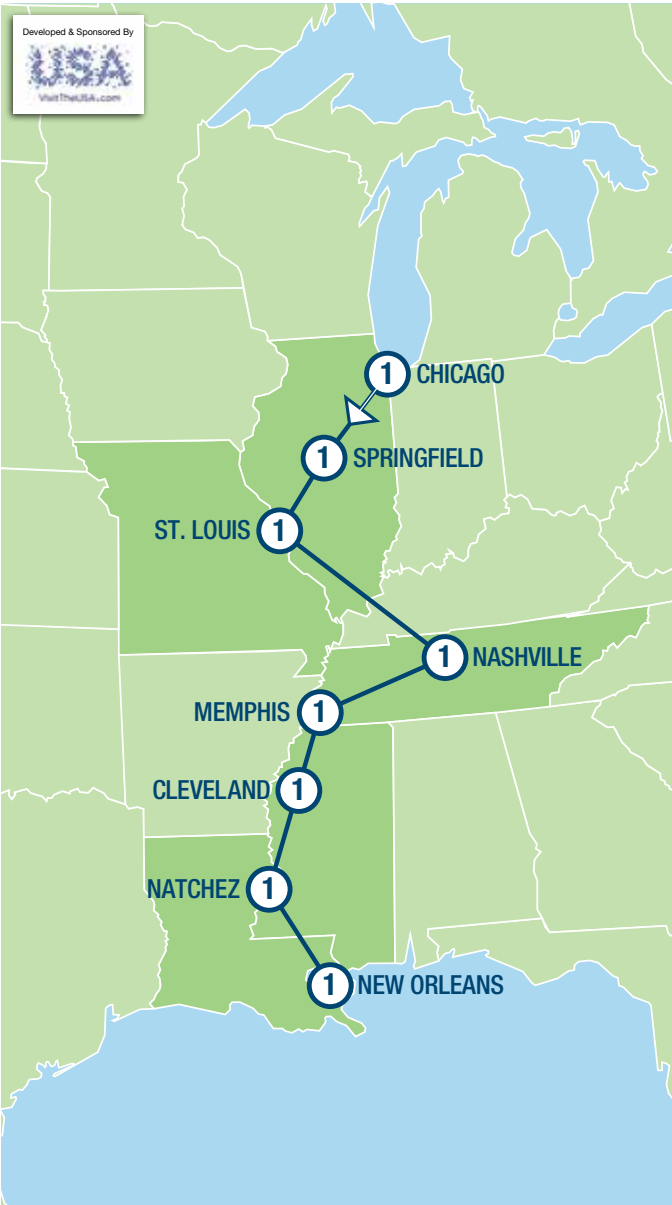 Developed & Sponsored By
USA
VisitTheUSA.com
1 CHICAGO
1 SPRINGFIELD
ST. LOUIS 1
1 NASHVILLE
MEMPHIS 1
CLEVELAND 1
NATCHEZ 1
1 NEW ORLEANS